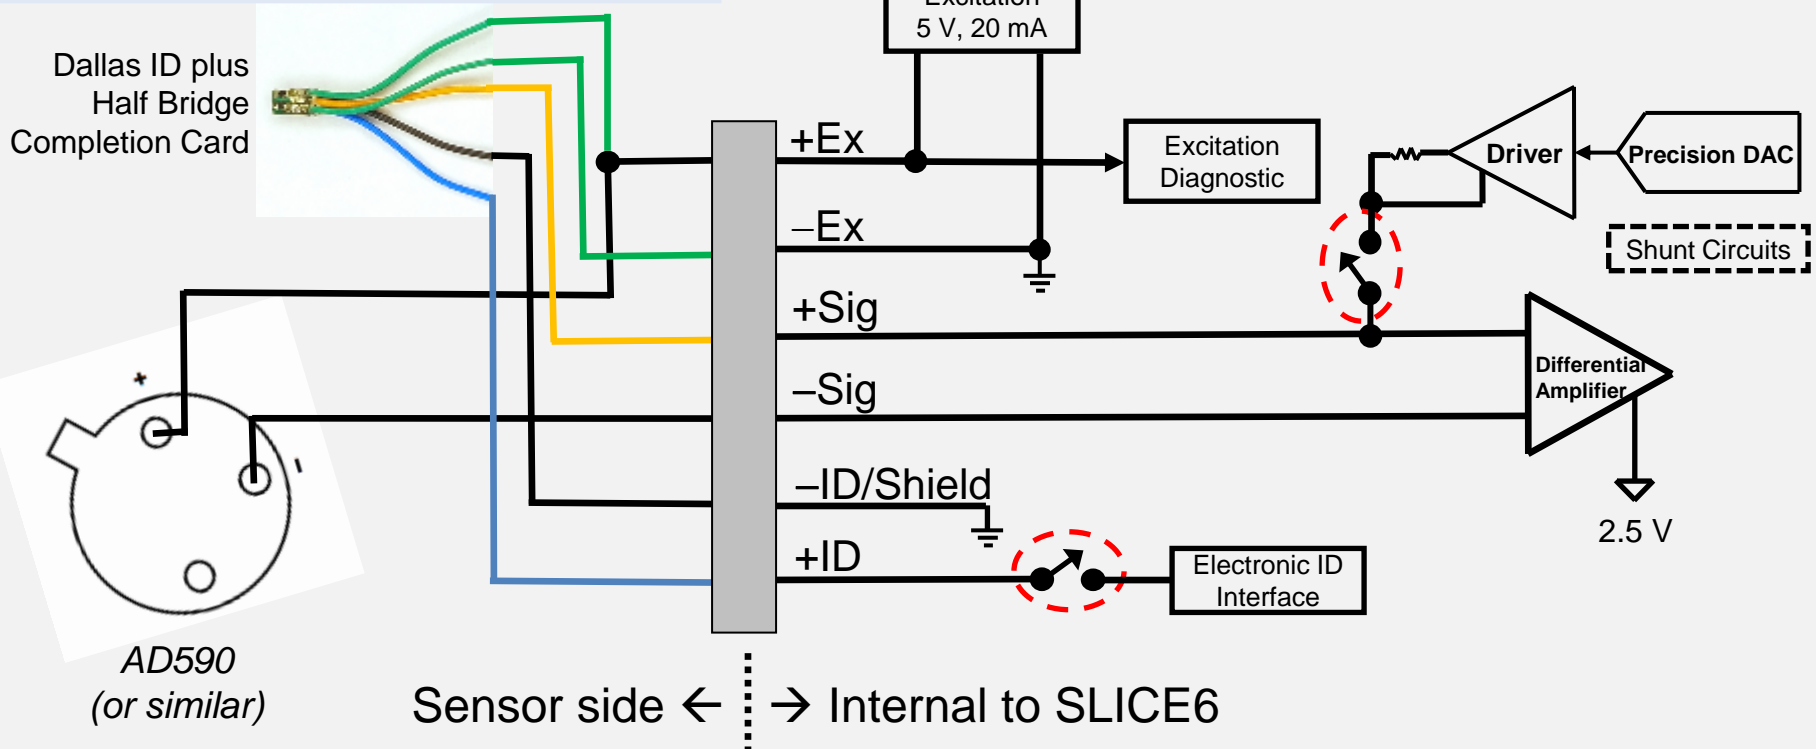 Excitation
5 V, 20 mA
Dallas ID plus
Half Bridge
Completion Card
+Ex
Excitation
Diagnostic
Driver
Precision DAC
–Ex
Shunt Circuits
+Sig
Differential
Amplifier
–Sig
+
-
–ID/Shield
2.5 V
+ID
Electronic ID
Interface
AD590
(or similar)
Sensor side ← → Internal to SLICE6